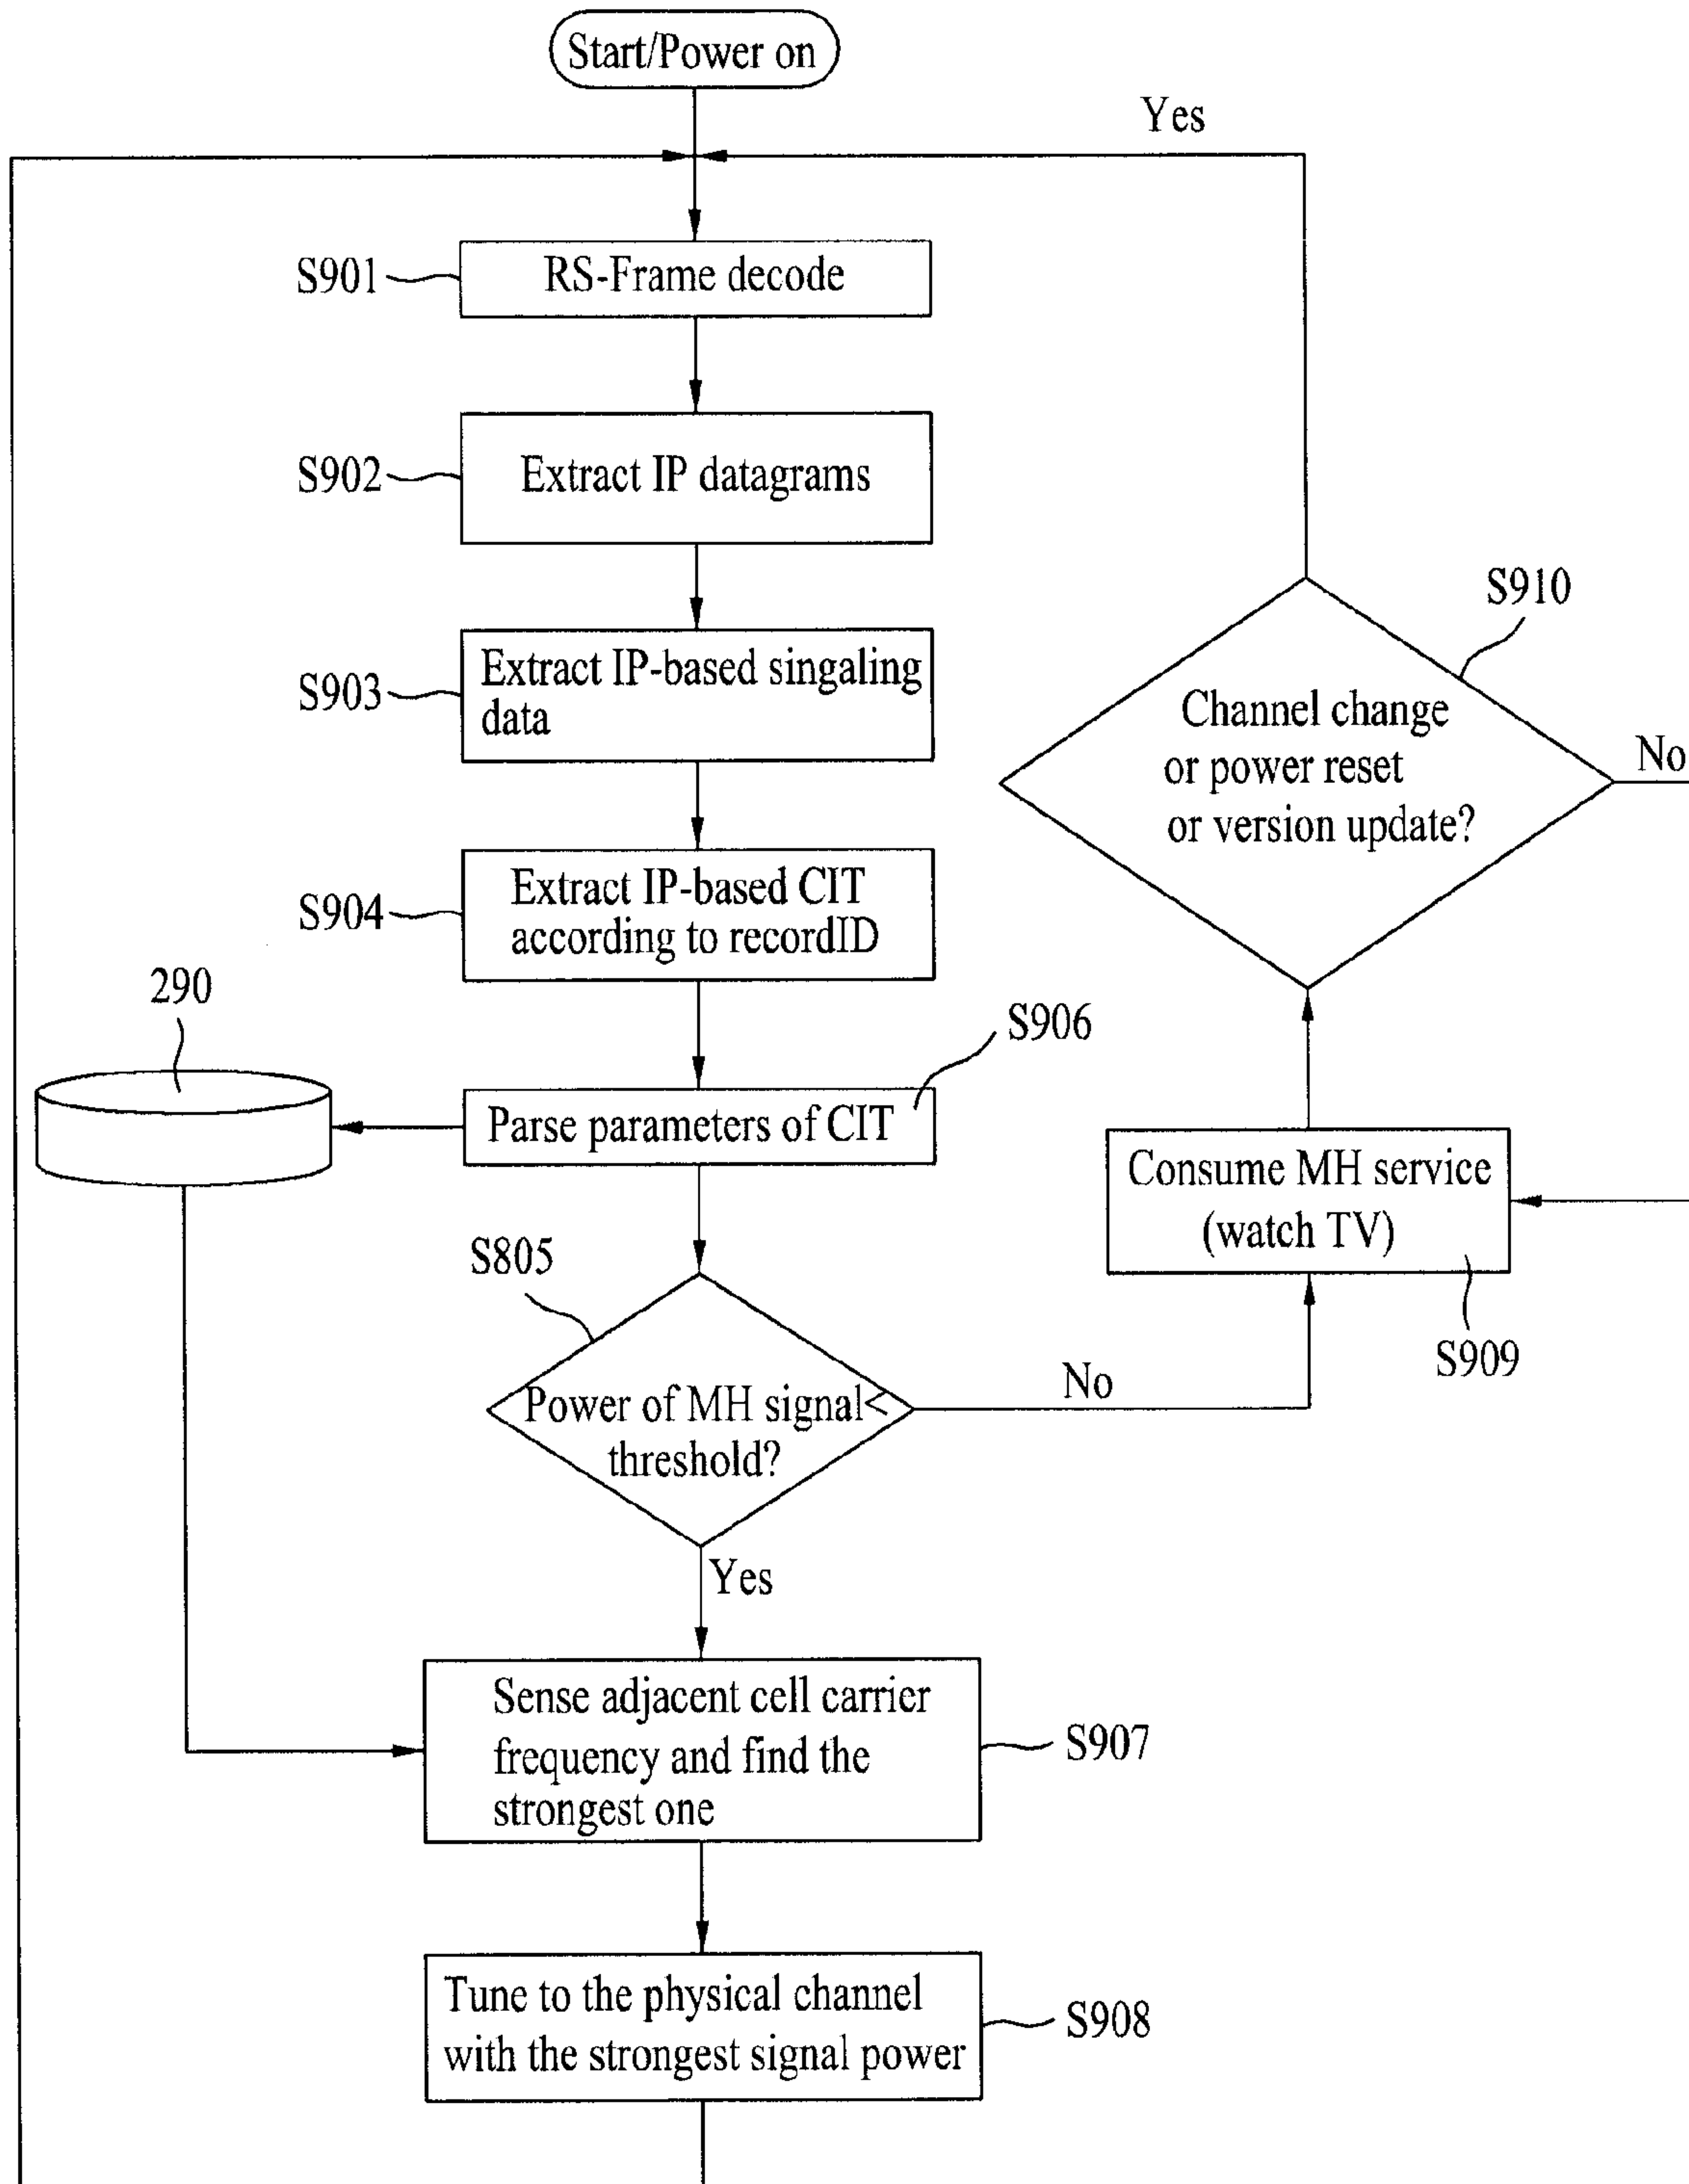 Start/Power on
Yes
S901
RS-Frame decode
S902
Extract IP datagrams
S903
Extract IP-based singaling
data
S904
Extract IP-based CIT
according to recordID
S910
Channel change
or power reset
or version update?
No
290
S906
Parse parameters of CIT
Consume MH service
(watch TV)
S909
S805
Power of MH signal<
threshold?
No
Yes
Sense adjacent cell carrier
frequency and find the
strongest one
S907
Tune to the physical channel
with the strongest signal power
S908